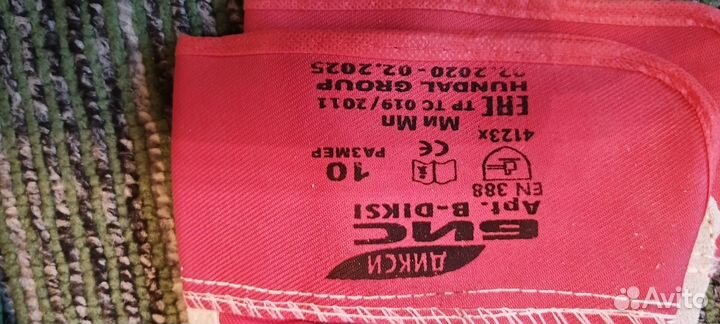 ДИКСИ
БИС
Арт. B-DIKSI
EN 388
4123x
10
РАЗМЕР
CE
Ми Мп
EAC ТР ТС 019/2011
HUNDAL GROUP
02.2020-02.2025
Avito